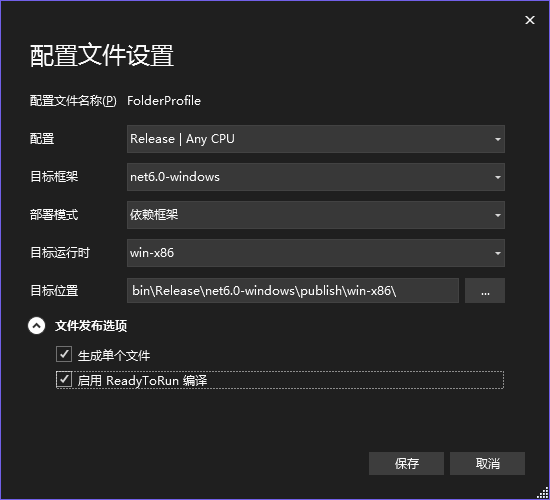 配置文件设置
配置文件名称(P) FolderProfile
配置 Release | Any CPU
目标框架 net6.0-windows
部署模式 依赖框架
目标运行时 win-x86
目标位置 bin\Release\net6.0-windows\publish\win-x86\ ...
文件发布选项
生成单个文件
启用 ReadyToRun 编译
保存 取消